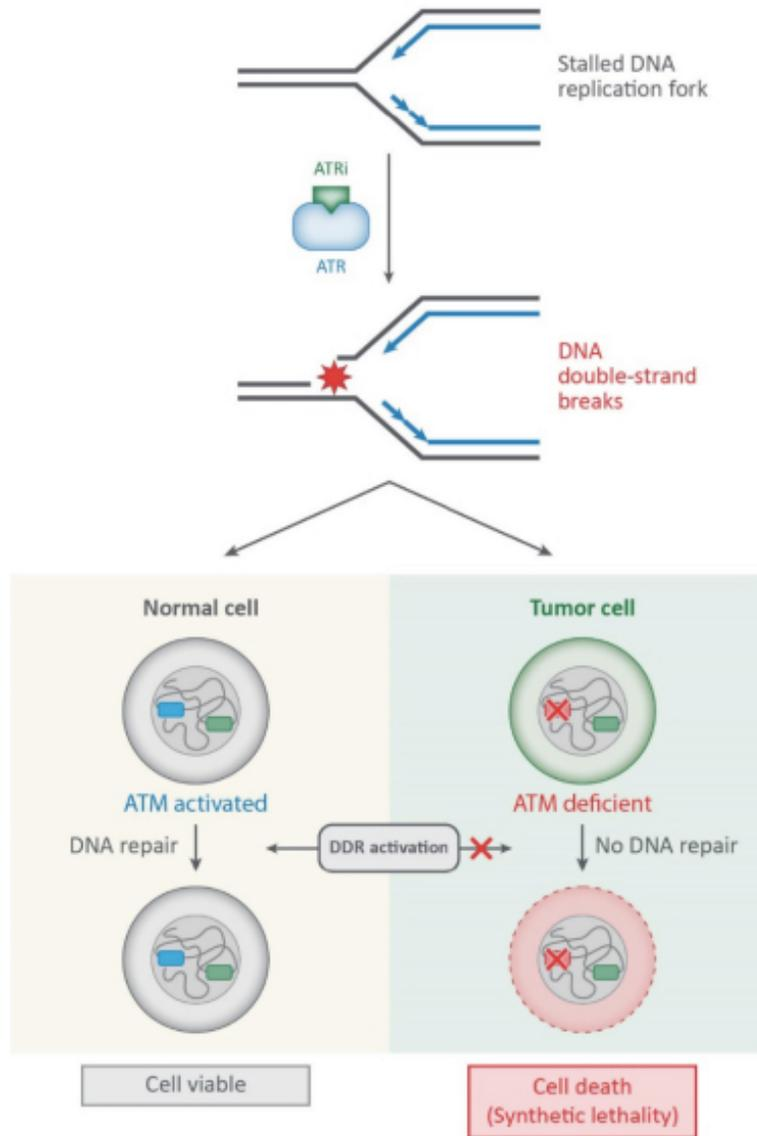 Stalled DNA
replication fork
ATRi
ATR
DNA
double-strand
breaks
Normal cell
Tumor cell
ATM activated
ATM deficient
DNA repair
DDR activation
No DNA repair
Cell viable
Cell death
(Synthetic lethality)